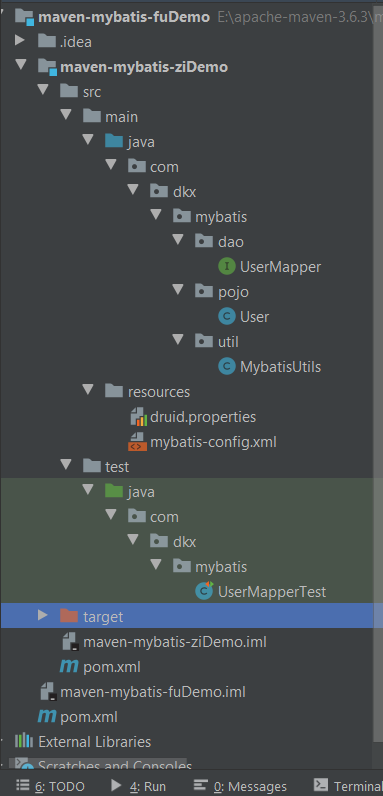 maven-mybatis-fuDemo E:\apache-maven-3.6.3\m
.idea
maven-mybatis-ziDemo
src
main
java
com
dkx
mybatis
dao
UserMapper
pojo
User
util
MybatisUtils
resources
druid.properties
mybatis-config.xml
test
java
com
dkx
mybatis
UserMapperTest
target
maven-mybatis-ziDemo.iml
pom.xml
maven-mybatis-fuDemo.iml
pom.xml
External Libraries
Scratches and Consoles
6: TODO 4: Run 0: Messages Terminal